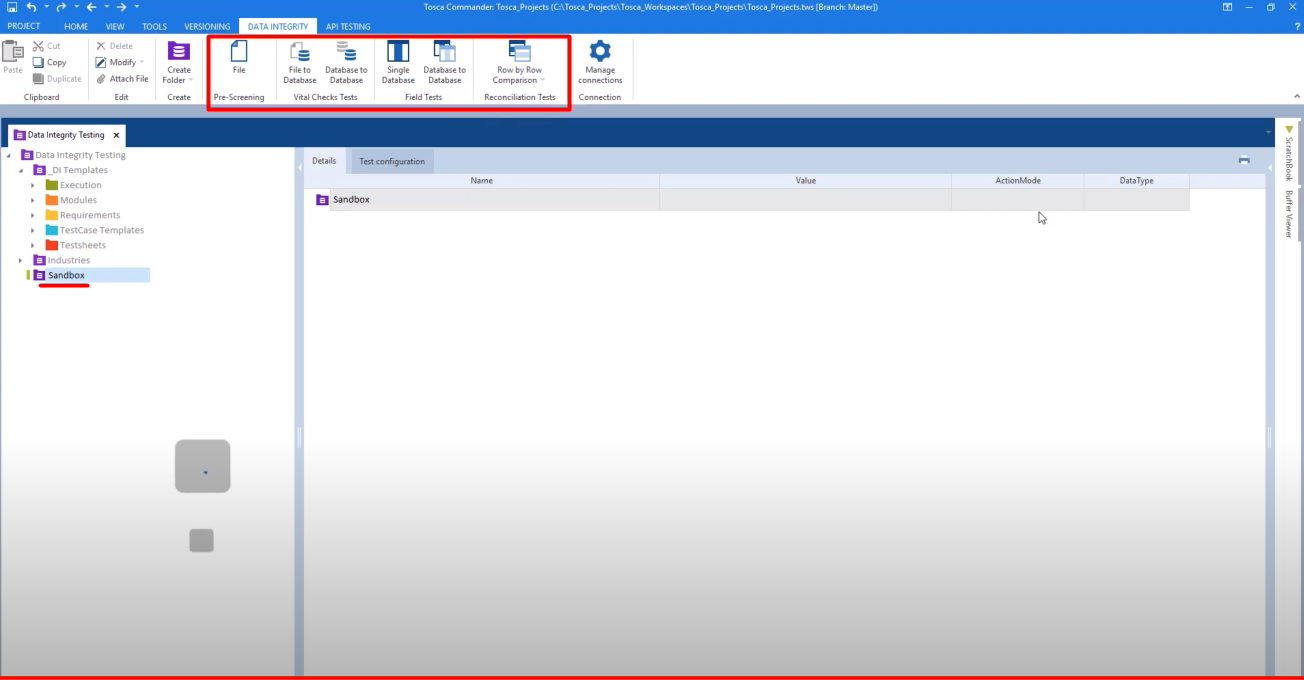 Tosca Commander: Tosca_Projects (C:\Tosca_Projects\Tosca_Workspaces\Tosca_Projects\Tosca_Projects.tws [Branch: Master])
PROJECT HOME VIEW TOOLS VERSIONING DATA INTEGRITY API TESTING ?
Paste
Cut
Copy
Duplicate
Clipboard
Delete
Modify
Attach File
Edit
Create
Folder
Create
File
Pre-Screening
File to
Database
Database to
Database
Vital Checks Tests
Single
Database
Database to
Database
Field Tests
Row by Row
Comparison
Reconciliation Tests
Manage
connections
Connection
Data Integrity Testing
Data Integrity Testing
_DI Templates
Execution
Modules
Requirements
TestCase Templates
Testsheets
Industries
Sandbox
Details Test configuration
Name Value ActionMode DataType
Sandbox
ScratchBook
Buffer Viewer